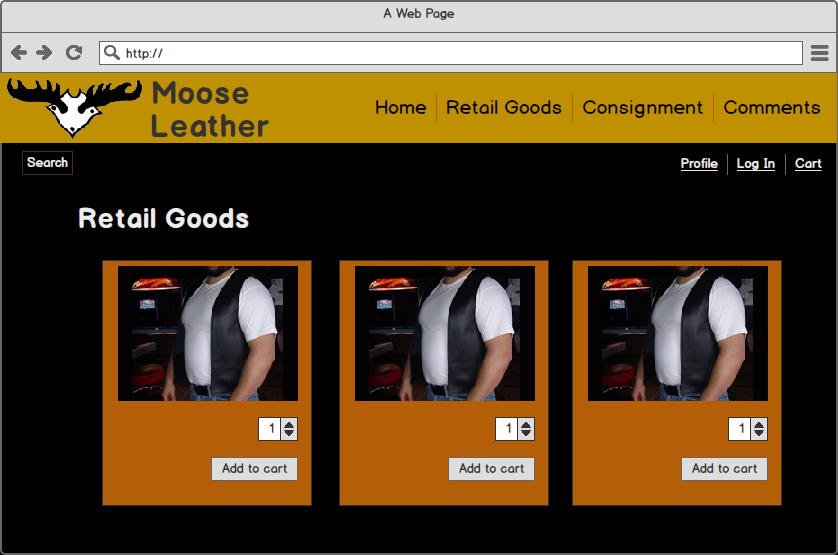 A Web Page
http://
Moose
Leather
Home
Retail Goods
Consignment
Comments
Search
Profile
Log In
Cart
Retail Goods
1
1
1
Add to cart
Add to cart
Add to cart